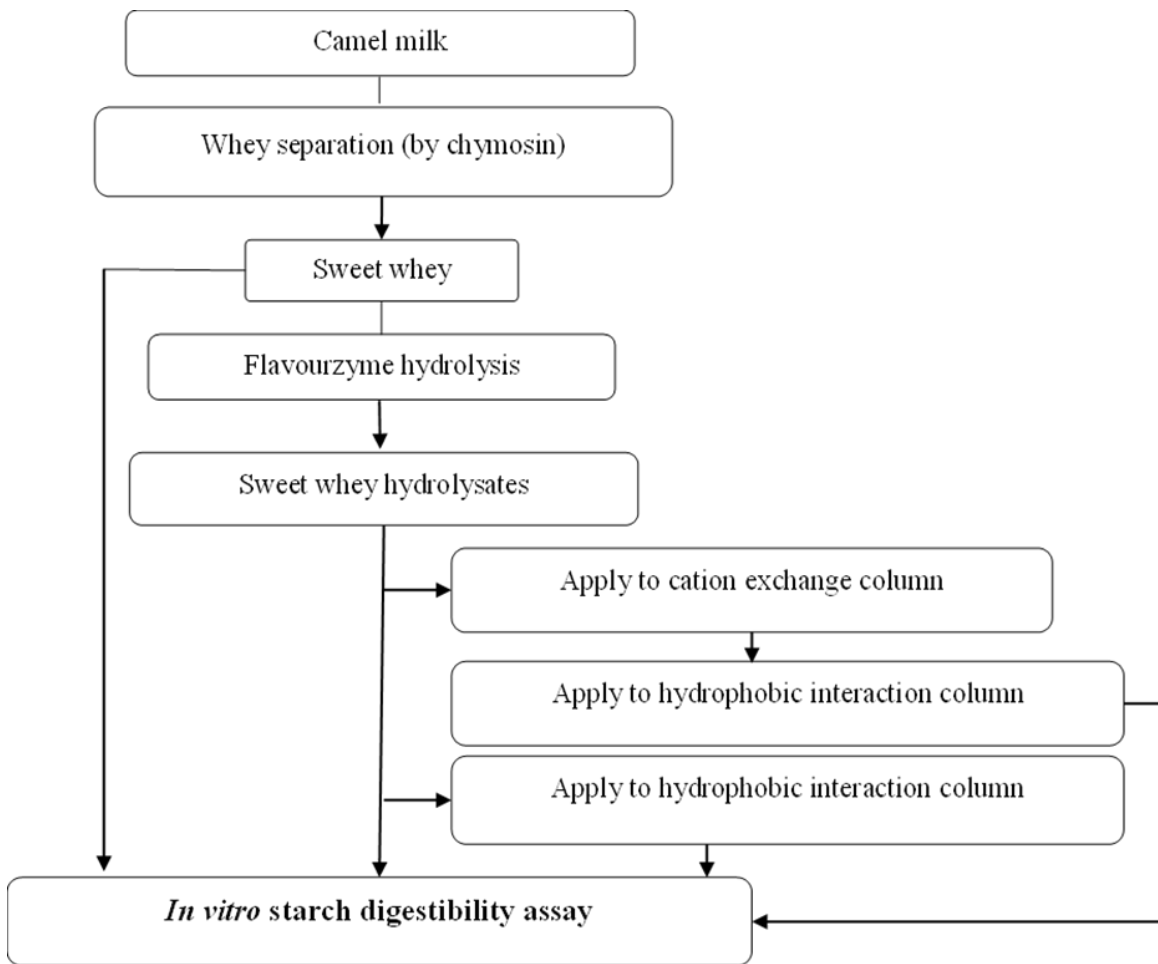 Camel milk
Whey separation (by chymosin)
Sweet whey
Flavourzyme hydrolysis
Sweet whey hydrolysates
Apply to cation exchange column
Apply to hydrophobic interaction column
Apply to hydrophobic interaction column
In vitro starch digestibility assay